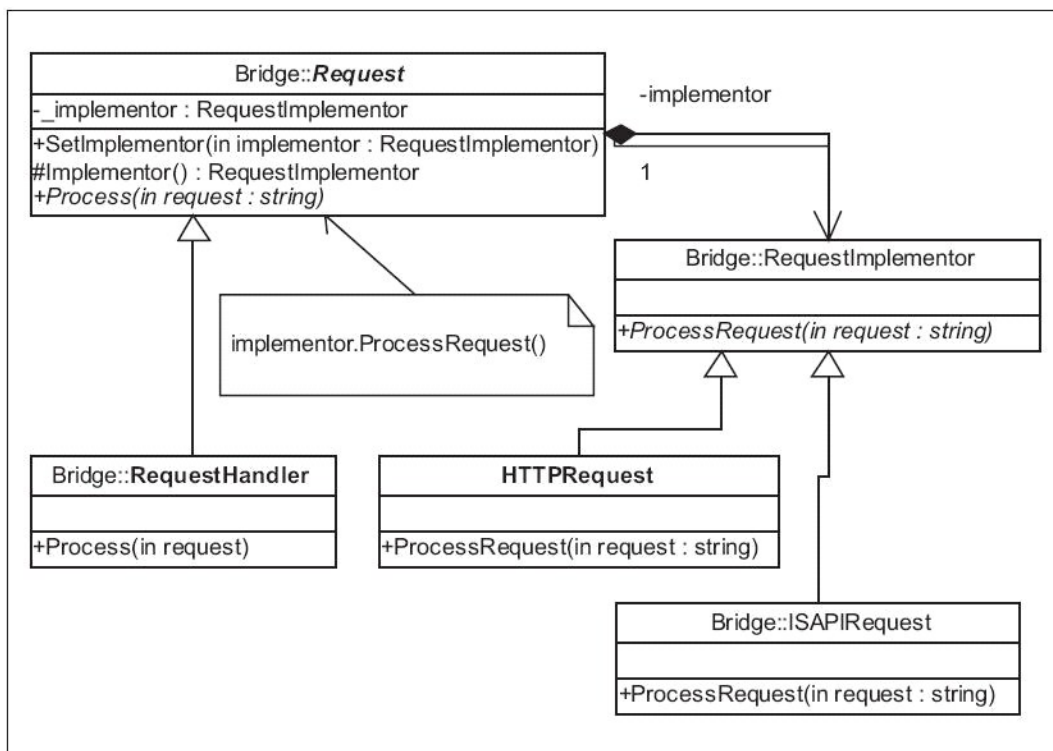 Bridge::Request
-_implementor : RequestImplementor
+SetImplementor(in implementor : RequestImplementor)
#Implementor() : RequestImplementor
+Process(in request : string)
-implementor
1
Bridge::RequestImplementor
+ProcessRequest(in request : string)
implementor.ProcessRequest()
Bridge::RequestHandler
+Process(in request)
HTTPRequest
+ProcessRequest(in request : string)
Bridge::ISAPIRequest
+ProcessRequest(in request : string)